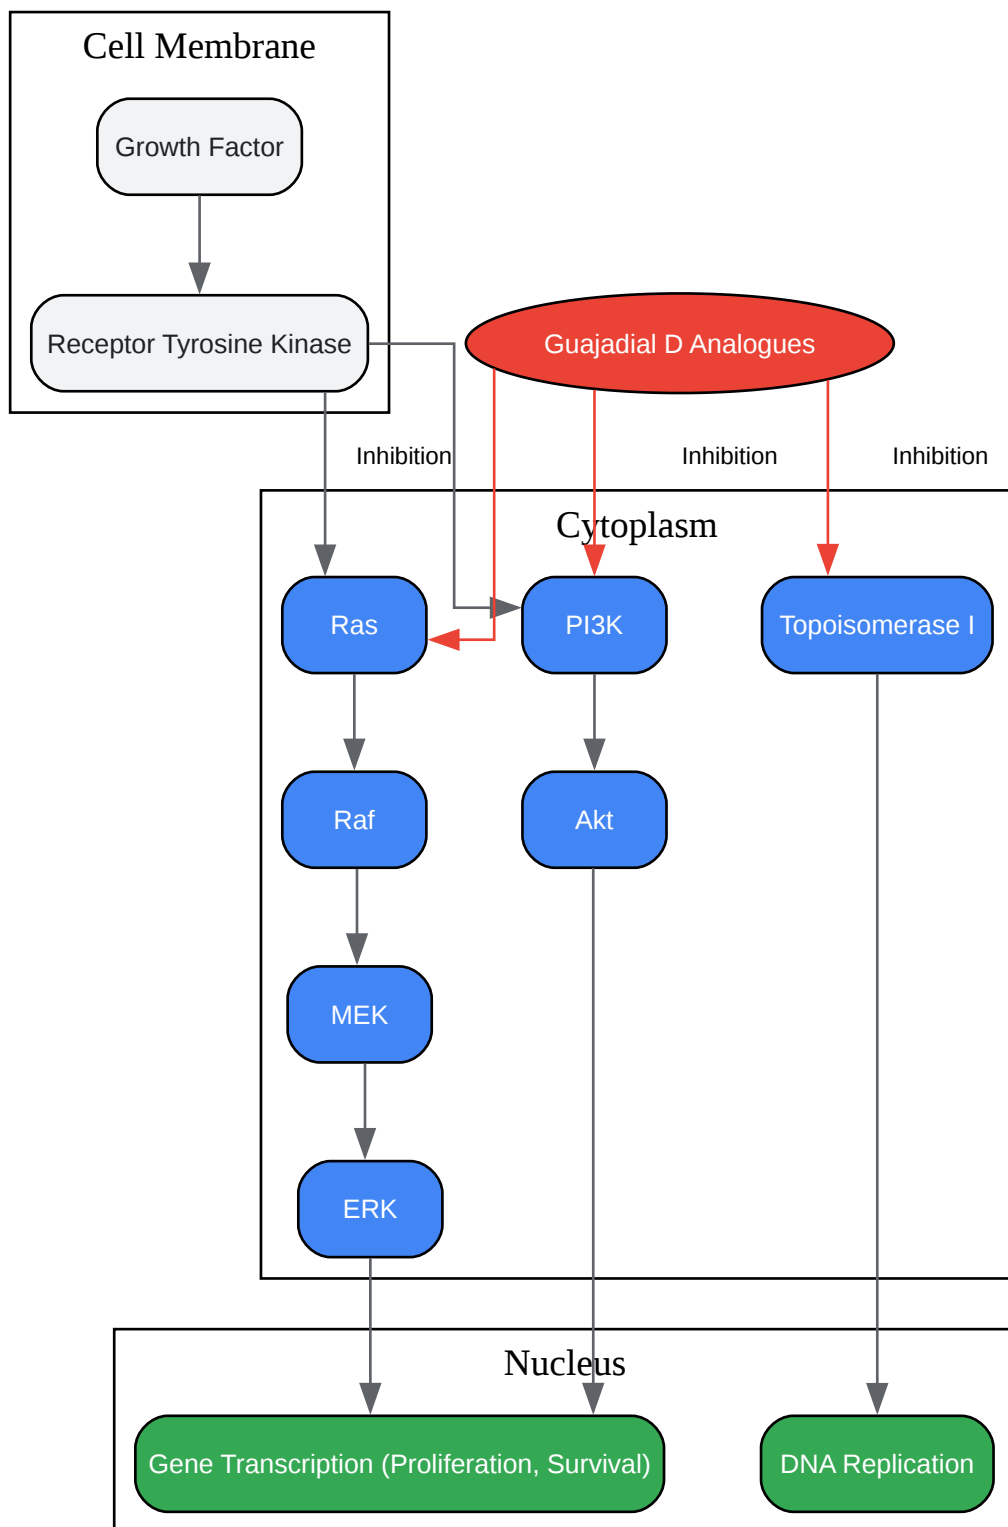 Cell Membrane
Growth Factor
Receptor Tyrosine Kinase
Guajadial D Analogues
Inhibition
Inhibition
Inhibition
Cytoplasm
Ras
PI3K
Topoisomerase I
Raf
Akt
MEK
ERK
Nucleus
Gene Transcription (Proliferation, Survival)
DNA Replication